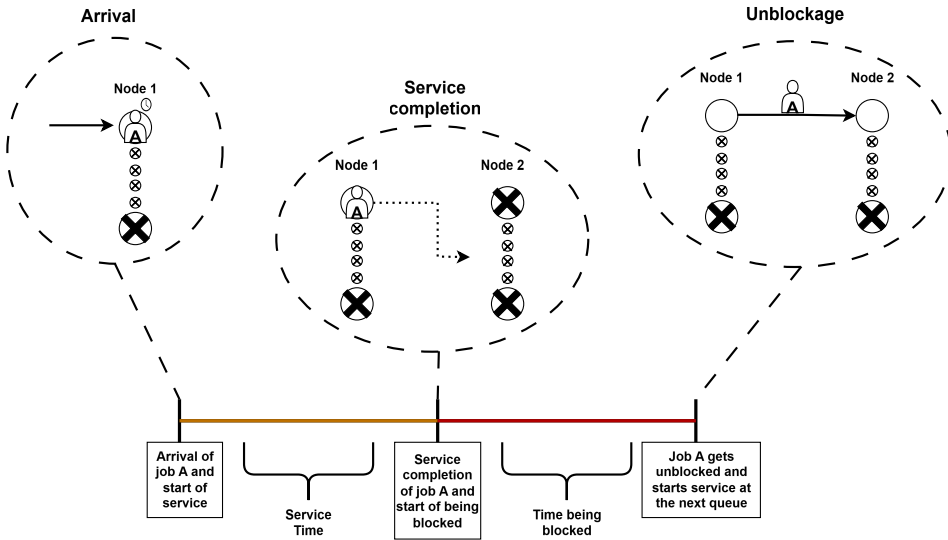 Arrival
Node 1
A
Service
completion
Node 1
Node 2
A
Unblockage
Node 1
Node 2
A
Arrival of
job A and
start of
service
Service
Time
Service
completion
of job A and
start of being
blocked
Time being
blocked
Job A gets
unblocked and
starts service at
the next queue